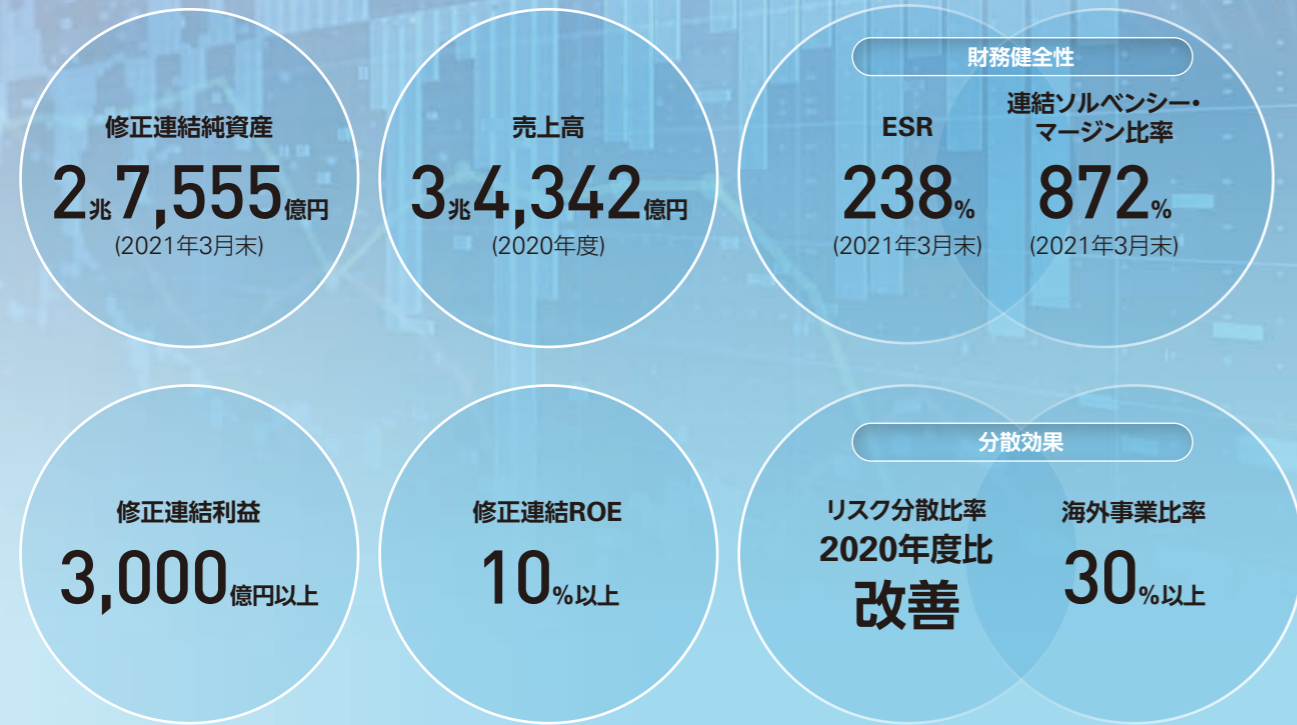 修正連結純資産
2兆7,555億円
(2021年3月末)
売上高
3兆4,342億円
(2020年度)
財務健全性
ESR
238%
(2021年3月末)
連結ソルベンシー・
マージン比率
872%
(2021年3月末)
修正連結利益
3,000億円以上
修正連結ROE
10%以上
分散効果
リスク分散比率
2020年度比
改善
海外事業比率
30%以上